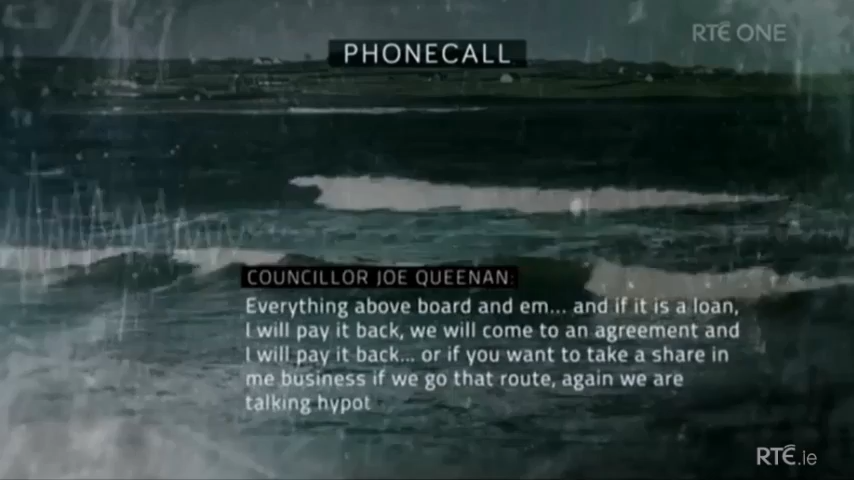 RTÉ ONE
PHONECALL
COUNCILLOR JOE QUEENAN:
Everything above board and em... and if it is a loan,
I will pay it back, we will come to an agreement and
I will pay it back... or if you want to take a share in
me business if we go that route, again we are
talking hypot
RTÉ.ie